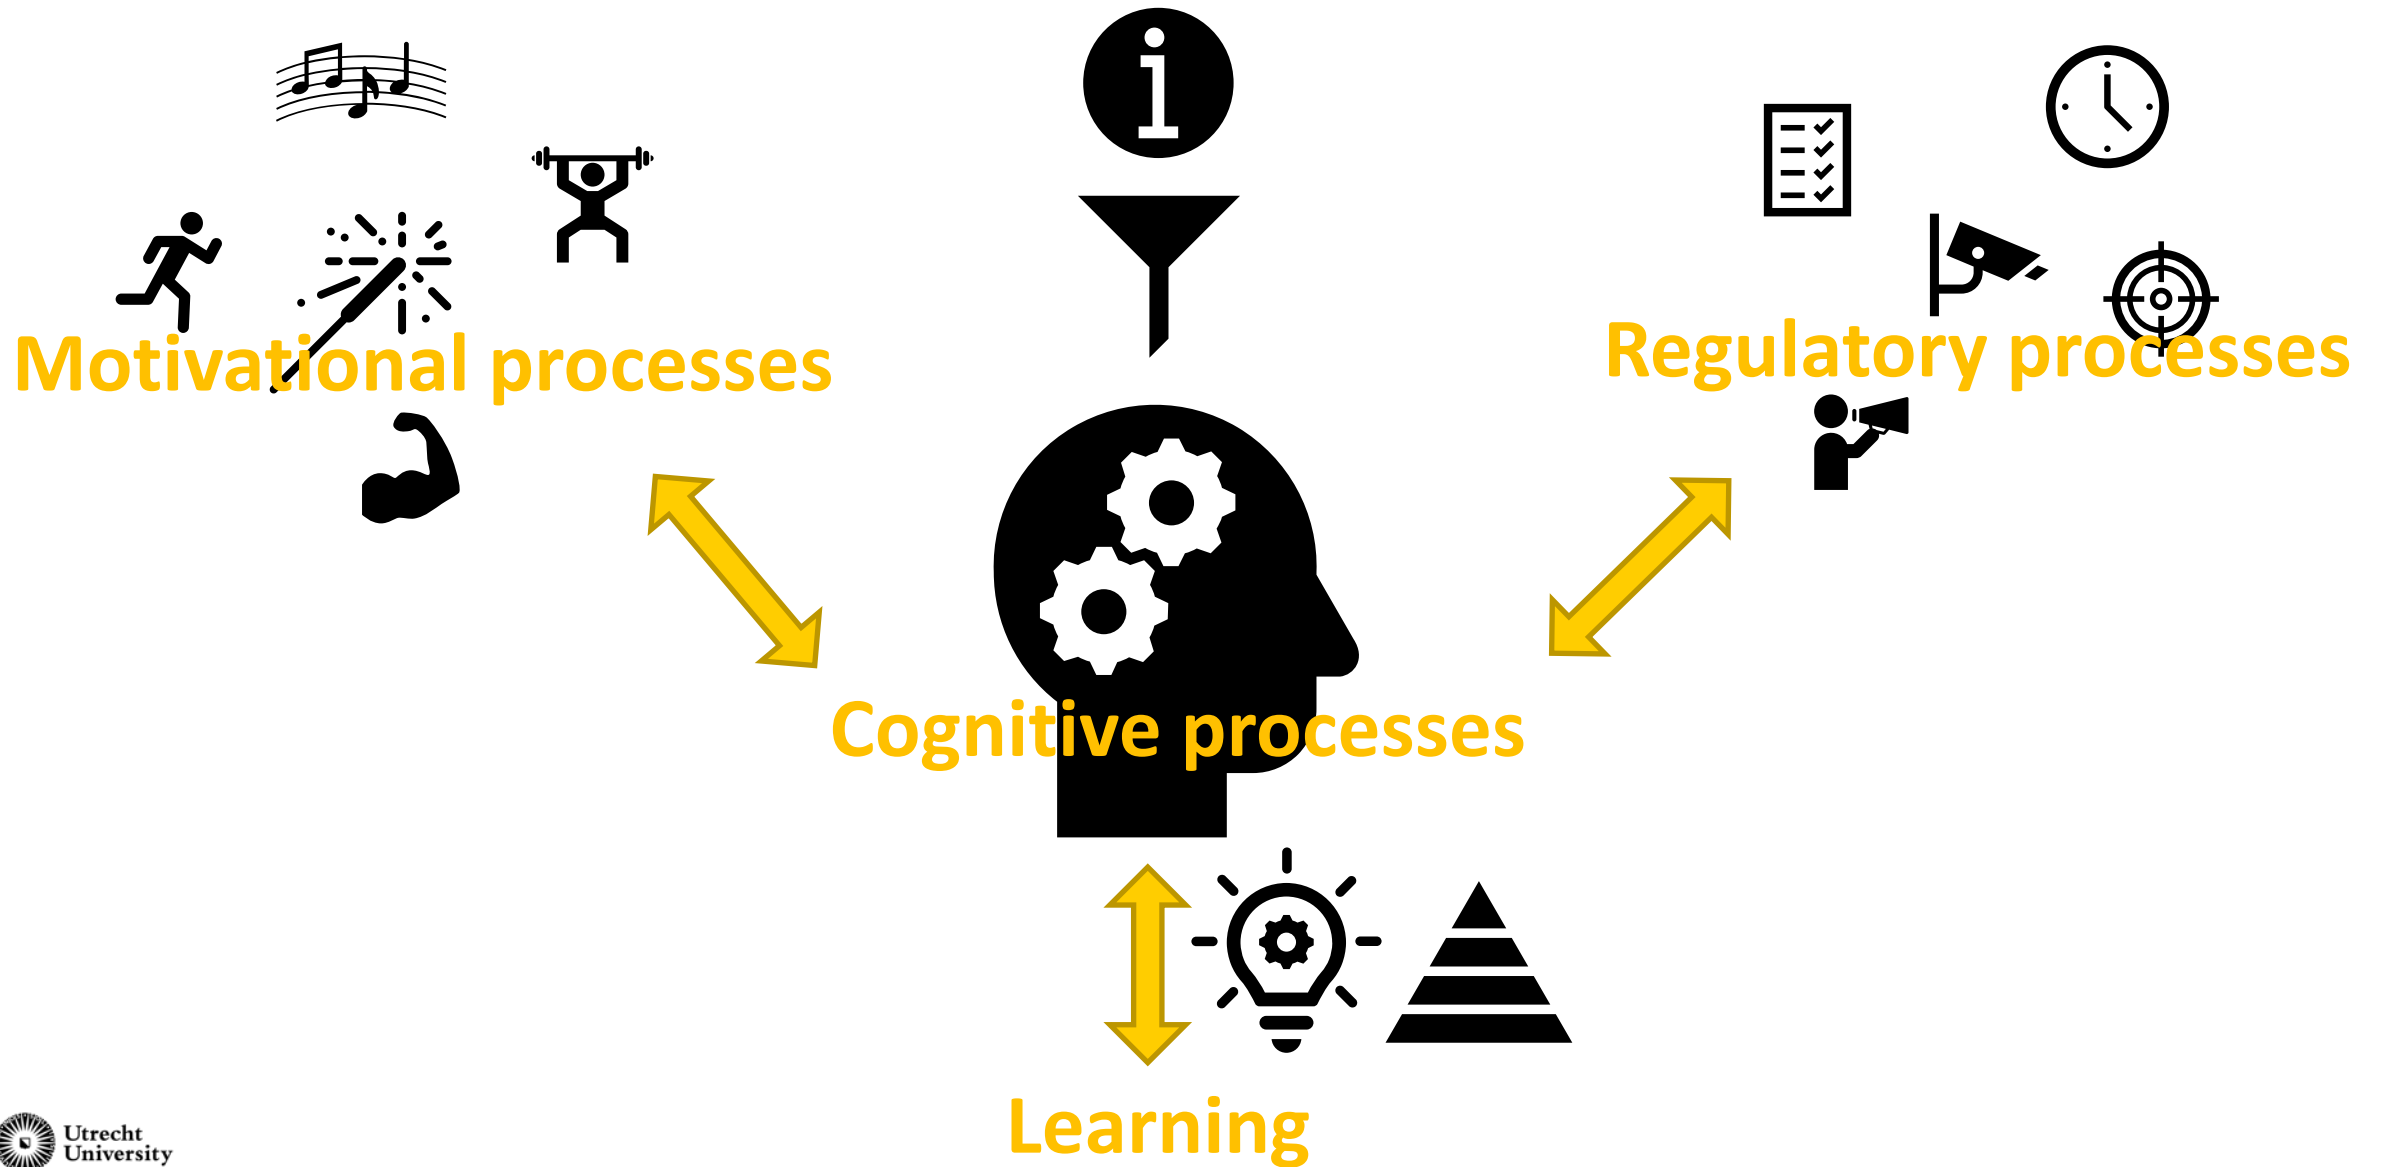 i
Motivational processes
Regulatory processes
Cognitive processes
Learning
Utrecht
University